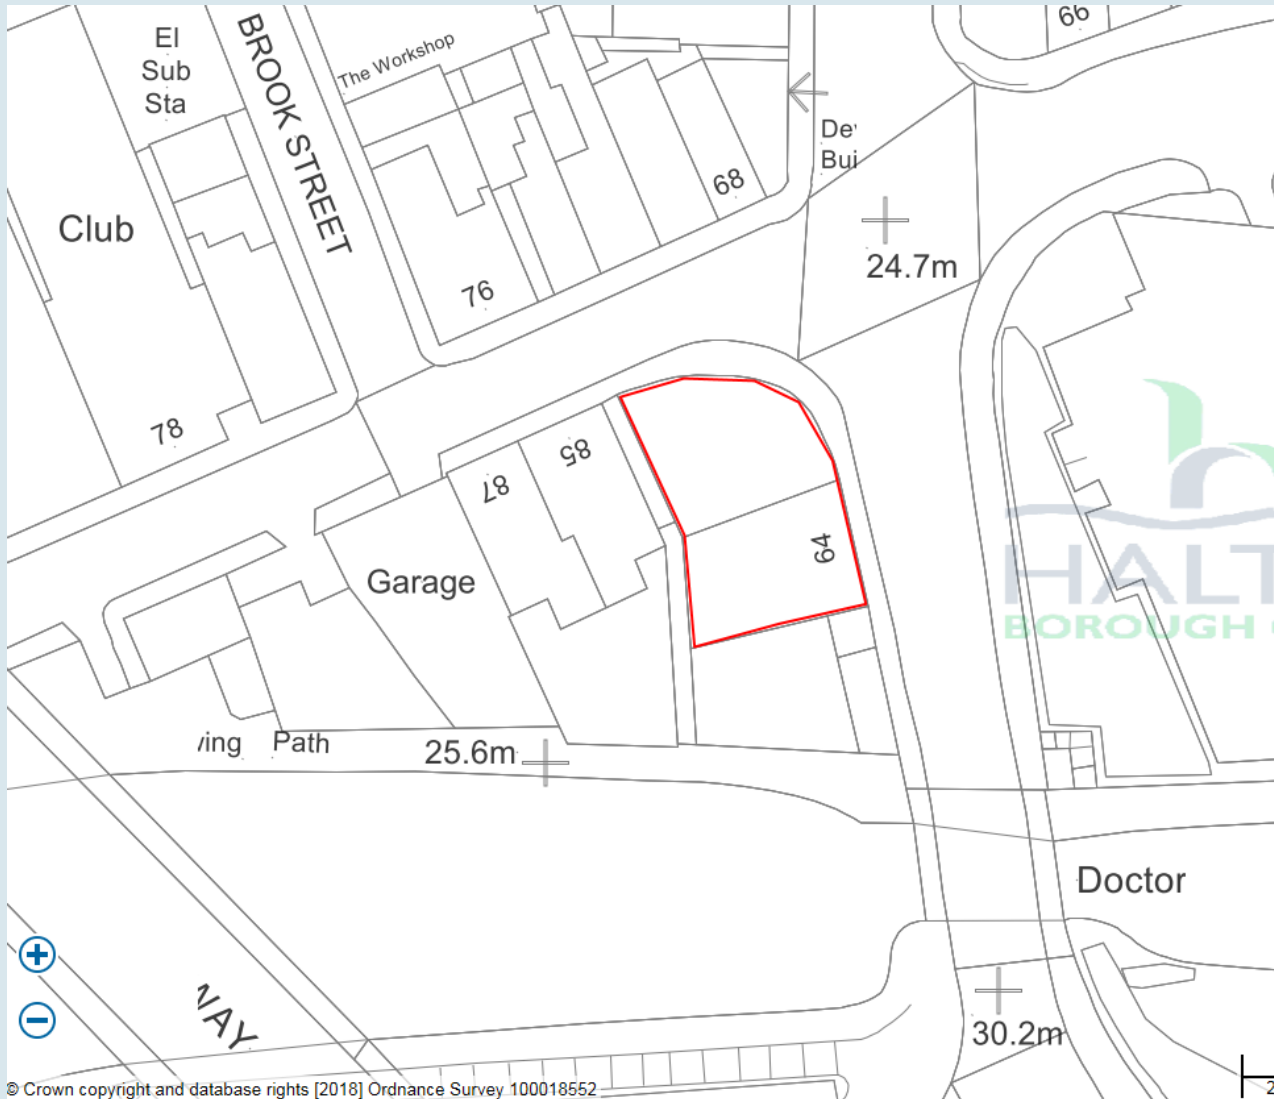 El
Sub
Sta
BROOK STREET
The Workshop
66
68
Bui
Club
24.7m
76
78
85
87
64
Garage
HALT
BOROUGH
Path
25.6m
Doctor
30.2m
© Crown copyright and database rights [2018] Ordnance Survey 100018552
2